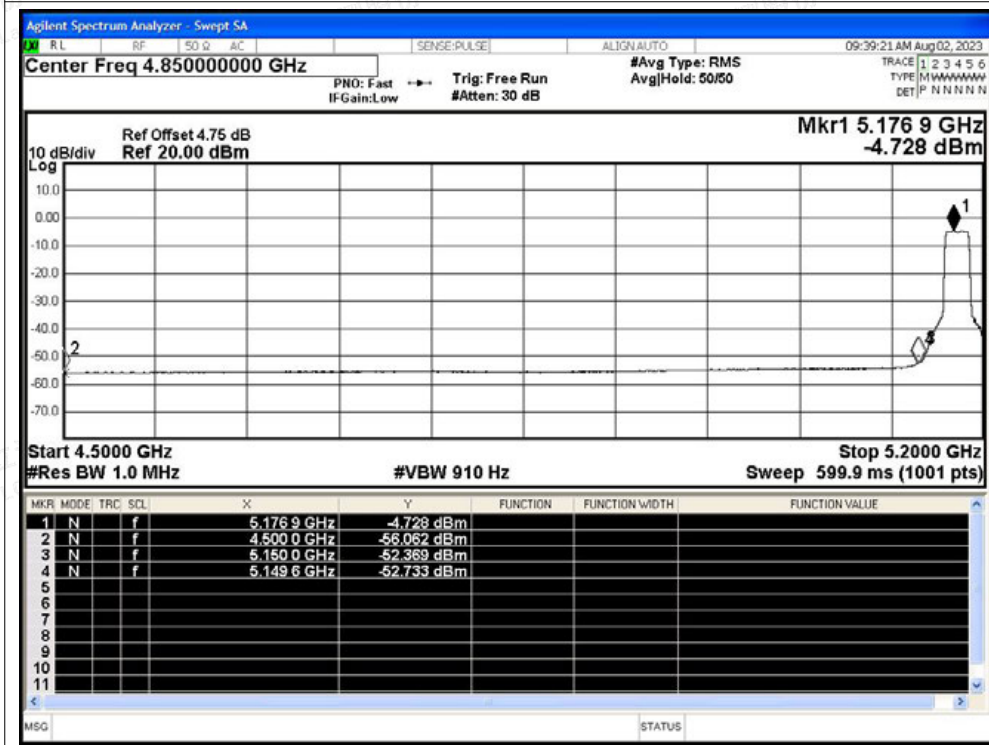 Agilent Spectrum Analyzer - Swept SA
RL RF 50 Ω AC SENSE:PULSE ALIGN AUTO 09:39:21 AM Aug 02, 2023
Center Freq 4.850000000 GHz
PNO: Fast
IFGain:Low
Trig: Free Run
#Atten: 30 dB
#Avg Type: RMS
Avg|Hold: 50/50
TRACE 1 2 3 4 5 6
TYPE M WWWWW
DET P N N N N N
Mkr1 5.176 9 GHz
-4.728 dBm
Ref Offset 4.75 dB
10 dB/div Ref 20.00 dBm
Log
10.0
0.00
-10.0
-20.0
-30.0
-40.0
-50.0
-60.0
-70.0
1
2
Start 4.5000 GHz Stop 5.2000 GHz
#Res BW 1.0 MHz #VBW 910 Hz Sweep 599.9 ms (1001 pts)
MKR MODE TRC SCL X Y FUNCTION FUNCTION WIDTH FUNCTION VALUE
1 N f 5.176 9 GHz -4.728 dBm
2 N f 4.500 0 GHz -56.062 dBm
3 N f 5.150 0 GHz -52.369 dBm
4 N f 5.149 6 GHz -52.733 dBm
5
6
7
8
9
10
11
MSG STATUS